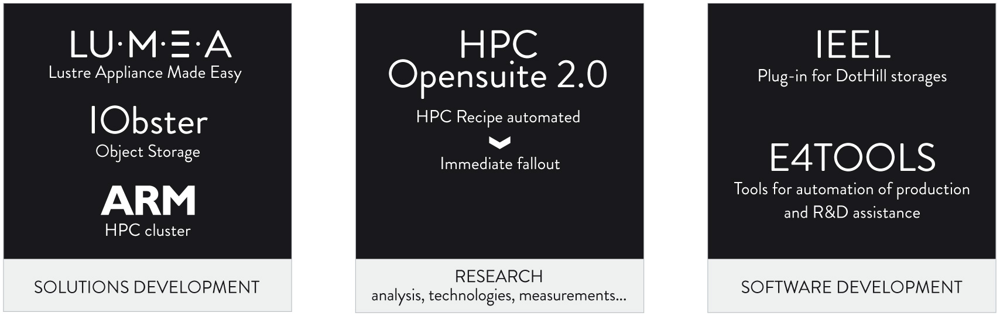 LU·M·E·A
Lustre Appliance Made Easy
IObster
Object Storage
ARM
HPC cluster
SOLUTIONS DEVELOPMENT
HPC
Opensuite 2.0
HPC Recipe automated
Immediate fallout
RESEARCH
analysis, technologies, measurements...
IEEL
Plug-in for DotHill storages
E4TOOLS
Tools for automation of production
and R&D assistance
SOFTWARE DEVELOPMENT